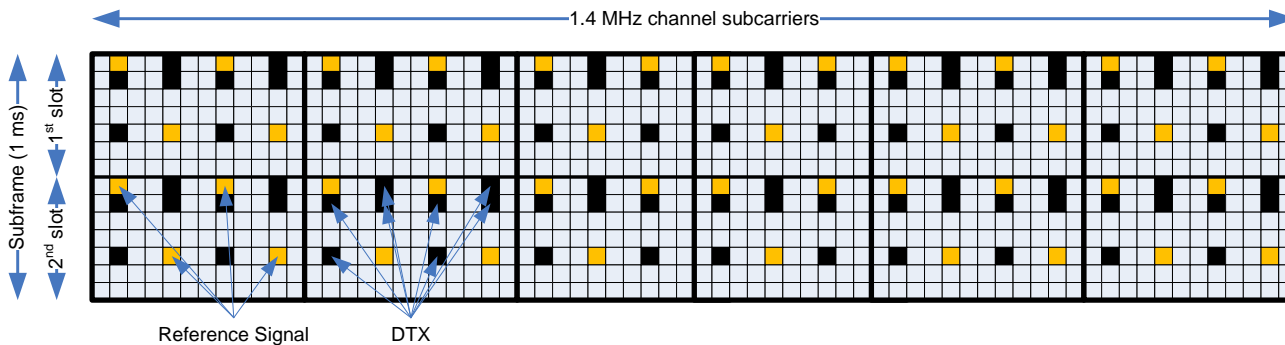 1.4 MHz channel subcarriers
Subframe (1 ms)
1st slot
2nd slot
Reference Signal
DTX